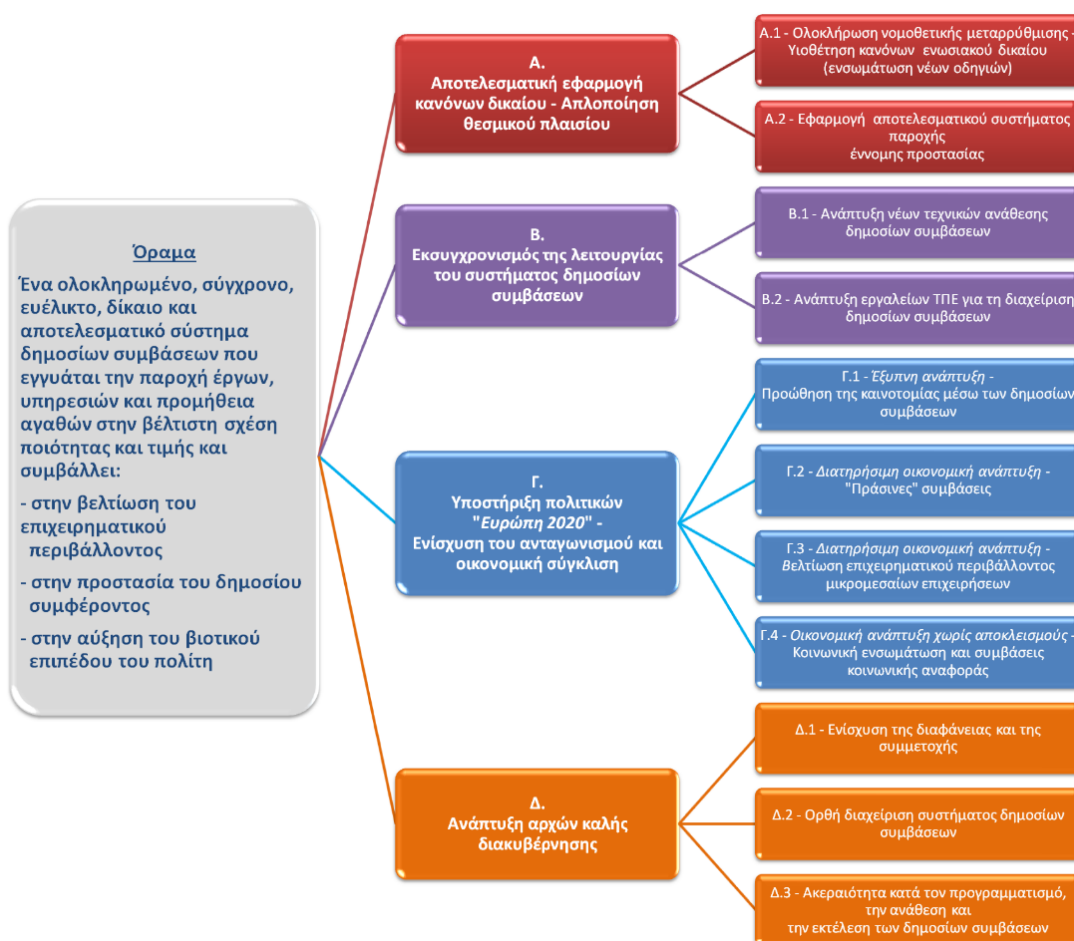 Όραμα
Ένα ολοκληρωμένο, σύγχρονο,
ευέλικτο, δίκαιο και
αποτελεσματικό σύστημα
δημοσίων συμβάσεων που
εγγυάται την παροχή έργων,
υπηρεσιών και προμήθεια
αγαθών στην βέλτιστη σχέση
ποιότητας και τιμής και
συμβάλλει:
- στην βελτίωση του
επιχειρηματικού
περιβάλλοντος
- στην προστασία του δημοσίου
συμφέροντος
- στην αύξηση του βιοτικού
επιπέδου του πολίτη
Α.
Αποτελεσματική εφαρμογή
κανόνων δικαίου - Απλοποίηση
θεσμικού πλαισίου
Α.1 - Ολοκλήρωση νομοθετικής μεταρρύθμισης -
Υιοθέτηση κανόνων ενωσιακού δικαίου
(ενσωμάτωση νέων οδηγιών)
Α.2 - Εφαρμογή αποτελεσματικού συστήματος
παροχής
έννομης προστασίας
Β.
Εκσυγχρονισμός της λειτουργίας
του συστήματος δημοσίων
συμβάσεων
Β.1 - Ανάπτυξη νέων τεχνικών ανάθεσης
δημοσίων συμβάσεων
Β.2 - Ανάπτυξη εργαλείων ΤΠΕ για τη διαχείριση
δημοσίων συμβάσεων
Γ.
Υποστήριξη πολιτικών
"Ευρώπη 2020" -
Ενίσχυση του ανταγωνισμού και
οικονομική σύγκλιση
Γ.1 - Έξυπνη ανάπτυξη -
Προώθηση της καινοτομίας μέσω των δημοσίων
συμβάσεων
Γ.2 - Διατηρήσιμη οικονομική ανάπτυξη -
"Πράσινες" συμβάσεις
Γ.3 - Διατηρήσιμη οικονομική ανάπτυξη -
Βελτίωση επιχειρηματικού περιβάλλοντος
μικρομεσαίων επιχειρήσεων
Γ.4 - Οικονομική ανάπτυξη χωρίς αποκλεισμούς -
Κοινωνική ενσωμάτωση και συμβάσεις
κοινωνικής αναφοράς
Δ.
Ανάπτυξη αρχών καλής
διακυβέρνησης
Δ.1 - Ενίσχυση της διαφάνειας και της
συμμετοχής
Δ.2 - Ορθή διαχείριση συστήματος δημοσίων
συμβάσεων
Δ.3 - Ακεραιότητα κατά τον προγραμματισμό,
την ανάθεση και
την εκτέλεση των δημοσίων συμβάσεων